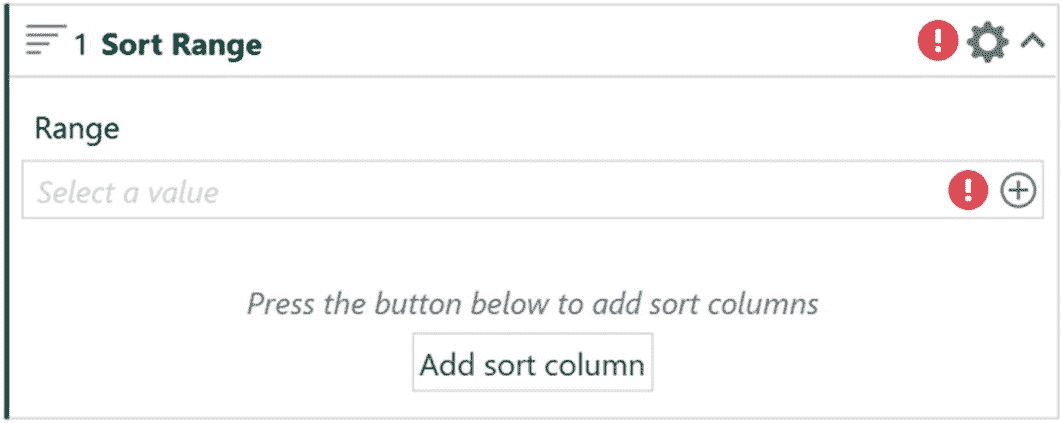 1 Sort Range
Range
Select a value
Press the button below to add sort columns
Add sort column